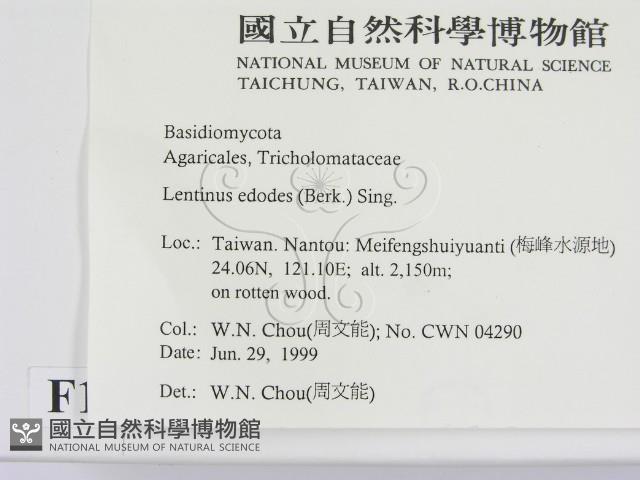 國立自然科學博物館
NATIONAL MUSEUM OF NATURAL SCIENCE
TAICHUNG, TAIWAN, R.O.CHINA
Basidiomycota
Agaricales, Tricholomataceae
Lentinus edodes (Berk.) Sing.
Loc.: Taiwan. Nantou: Meifengshuiyuanti (梅峰水源地)
24.06N, 121.10E; alt. 2,150m;
on rotten wood.
Col.: W.N. Chou(周文能); No. CWN 04290
Date: Jun. 29, 1999
Det.: W.N. Chou(周文能)
F1
國立自然科學博物館
NATIONAL MUSEUM OF NATURAL SCIENCE